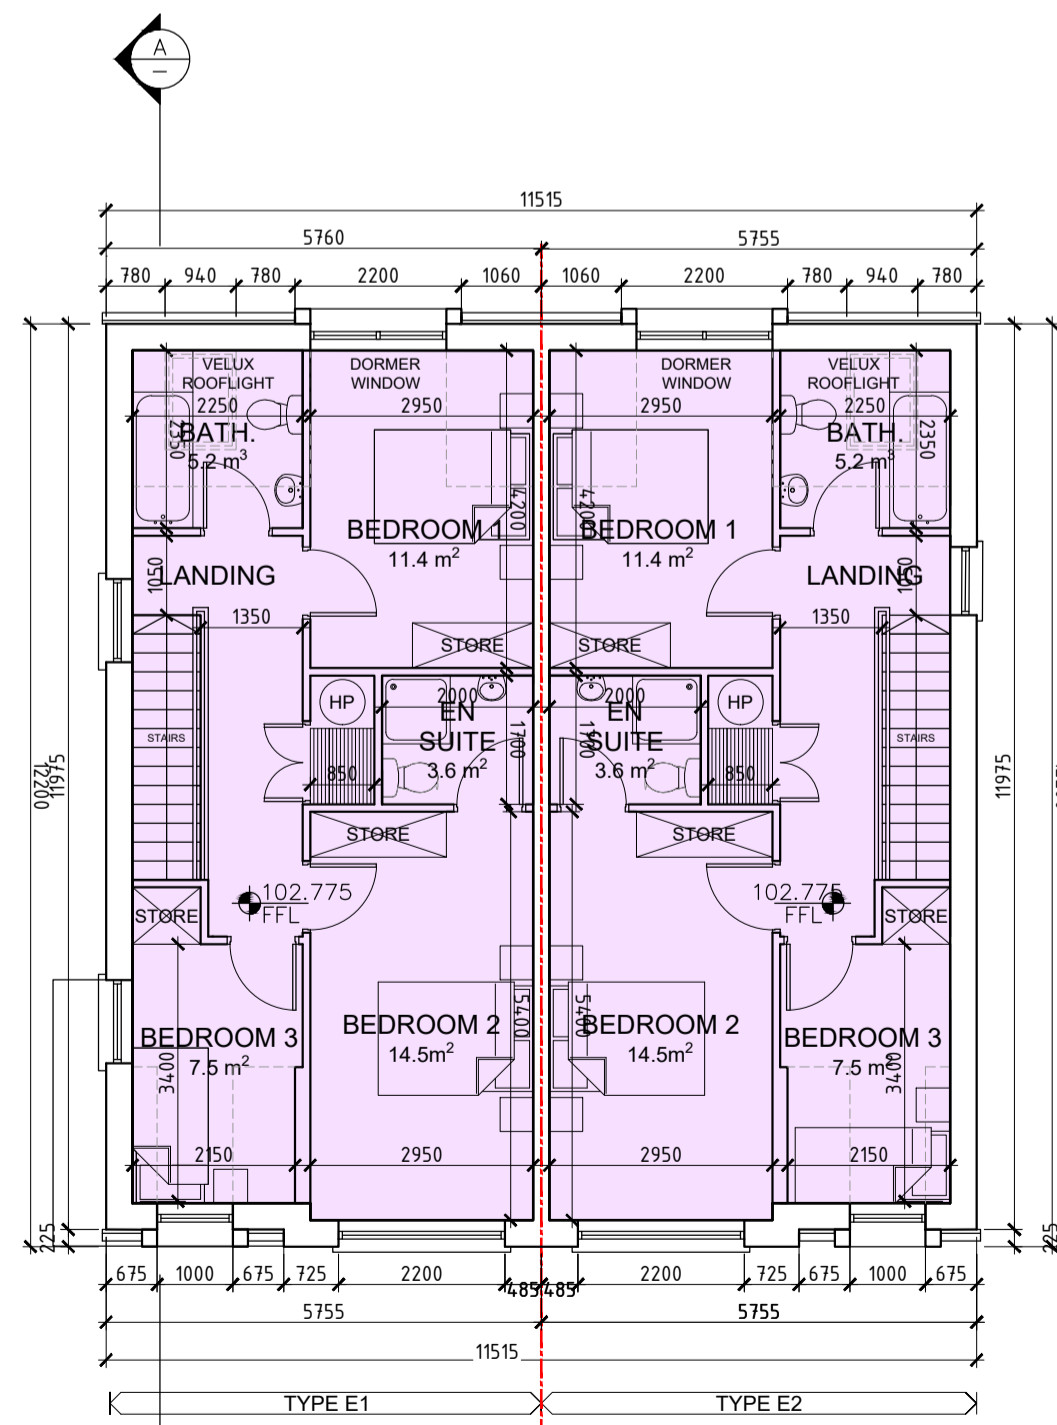 A
11515
5760 5755
780 940 780 2200 1060 1060 2200 780 940 780
VELUX
ROOFLIGHT
DORMER
WINDOW
DORMER
WINDOW
VELUX
ROOFLIGHT
2250 2950 2950 2250
2350
BATH.
5.2 m³
BATH.
5.2 m³
2350
4200
BEDROOM 1
11.4 m²
4200
BEDROOM 1
11.4 m²
1050
LANDING
LANDING
1050
1350
STORE STORE
1350
HP
2000
EN
SUITE
3.6 m²
1700
2000
EN
SUITE
3.6 m²
1700
HP
STAIRS
STAIRS
850
850
12200
11975
11975
STORE
STORE
102.775
FFL
102.775
FFL
STORE
STORE
BEDROOM 3
7.5 m²
BEDROOM 2
14.5m²
5400
5400
BEDROOM 2
14.5m²
BEDROOM 3
7.5 m²
3400
3400
2150 2950 2950 2150
225
225
675 1000 675 725 2200 485 485 2200 725 675 1000 675
5755 5755
11515
TYPE E1 TYPE E2